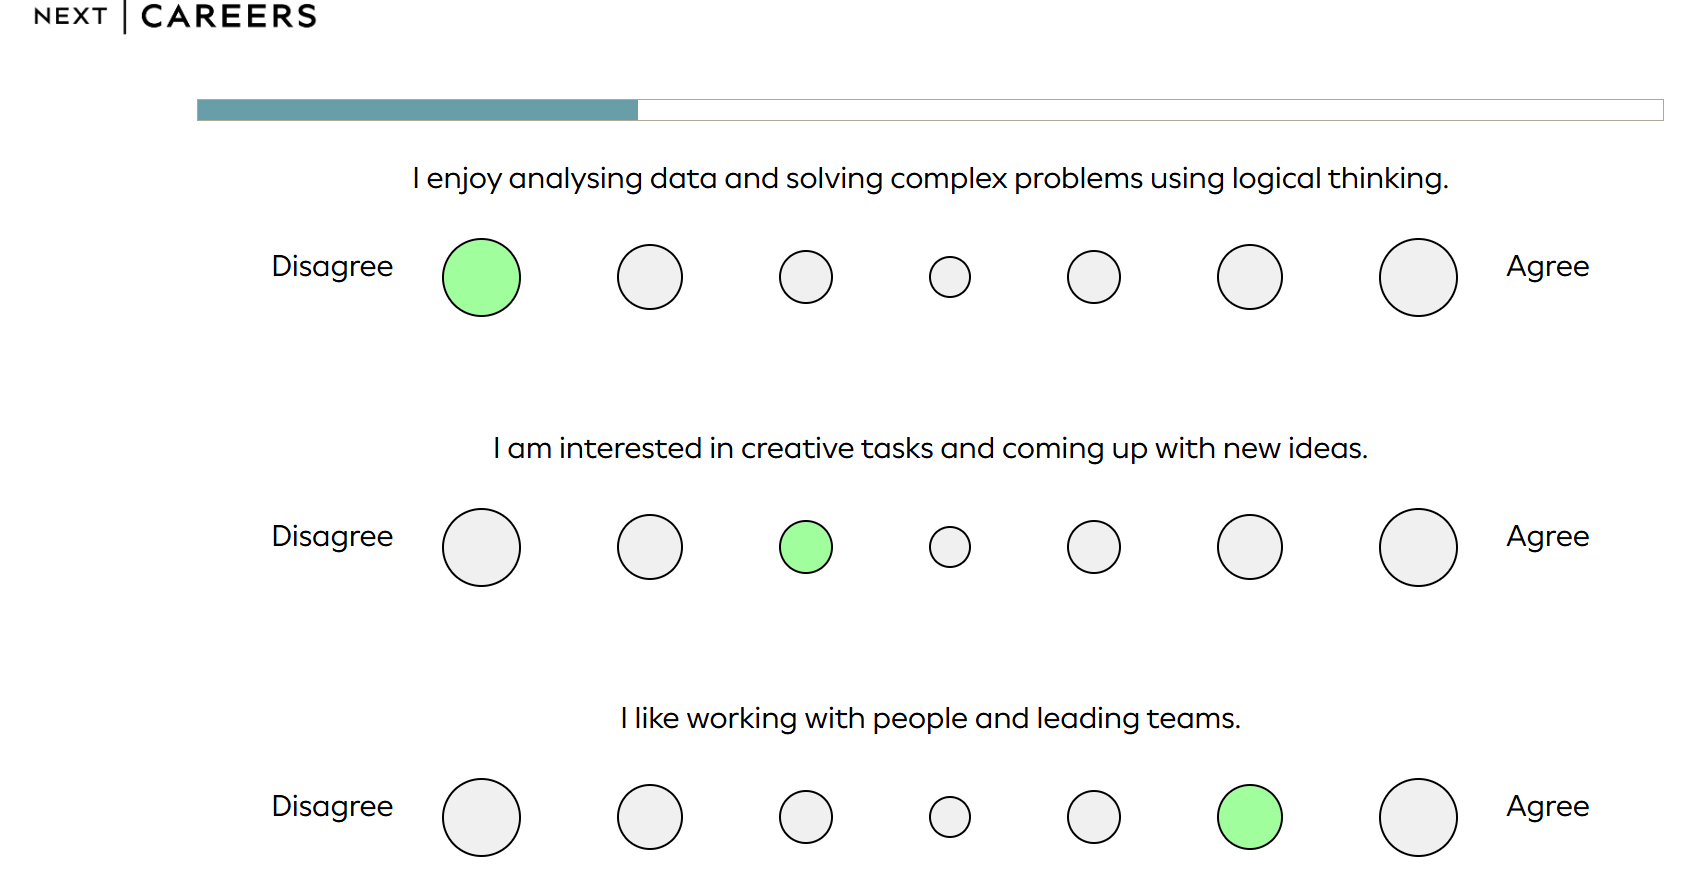 NEXT | CAREERS
I enjoy analysing data and solving complex problems using logical thinking.
Disagree Agree
I am interested in creative tasks and coming up with new ideas.
Disagree Agree
I like working with people and leading teams.
Disagree Agree